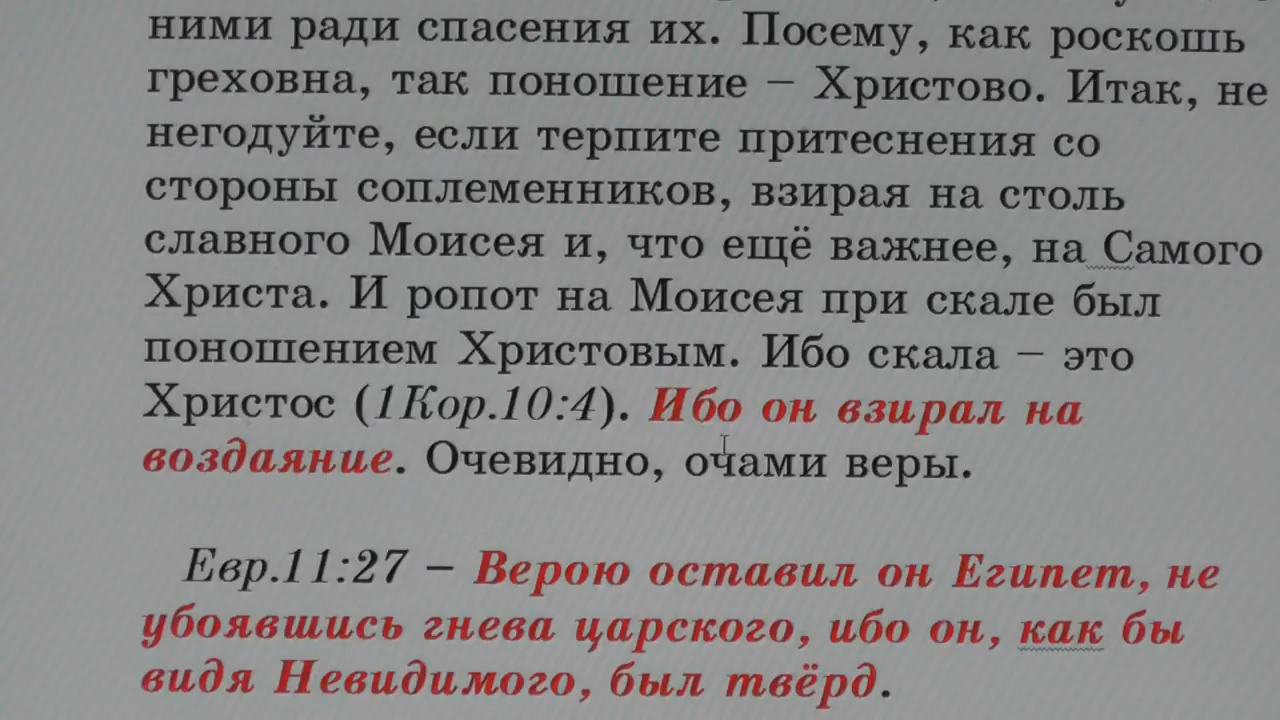 ними ради спасения их. Посему, как роскошь
греховна, так поношение – Христово. Итак, не
негодуйте, если терпите притеснения со
стороны соплеменников, взирая на столь
славного Моисея и, что ещё важнее, на Самого
Христа. И ропот на Моисея при скале был
поношением Христовым. Ибо скала – это
Христос (1Кор.10:4). Ибо он взирал на
воздаяние. Очевидно, очами веры.
Евр.11:27 – Верою оставил он Египет, не
убоявшись гнева царского, ибо он, как бы
видя Невидимого, был твёрд.